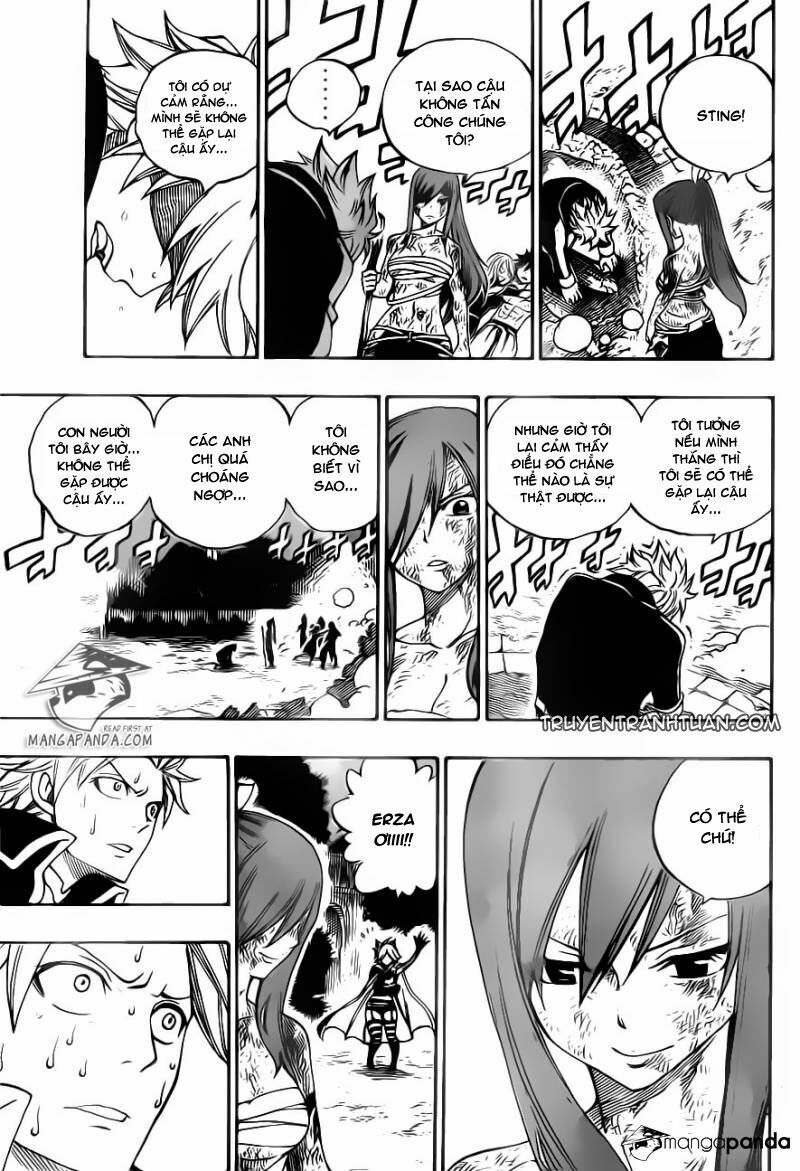 STING!
TẠI SAO CẬU
KHÔNG TẤN
CÔNG CHÚNG
TÔI?
......
TÔI CÓ DỰ
CẢM RẰNG...
MÌNH SẼ KHÔNG
THỂ GẶP LẠI
CẬU ẤY...
TÔI TƯỞNG
NẾU MÌNH
THẮNG THÌ
TÔI SẼ CÓ THỂ
GẶP LẠI CẬU
ẤY...
NHƯNG GIỜ TÔI
LẠI CẢM THẤY
ĐIỀU ĐÓ CHẲNG
THỂ NÀO LÀ SỰ
THẬT ĐƯỢC...
TÔI
KHÔNG
BIẾT VÌ
SAO...
CÁC ANH
CHỊ QUÁ
CHOÁNG
NGỢP...
CON NGƯỜI
TÔI BÂY GIỜ...
KHÔNG THỂ
GẶP ĐƯỢC
CẬU ẤY...
READ FIRST AT
MANGAPANDA.COM
TRUYENTRANHTUAN.COM
CÓ THỂ
CHỨ!
ERZA
ƠIIII!!
mangapanda